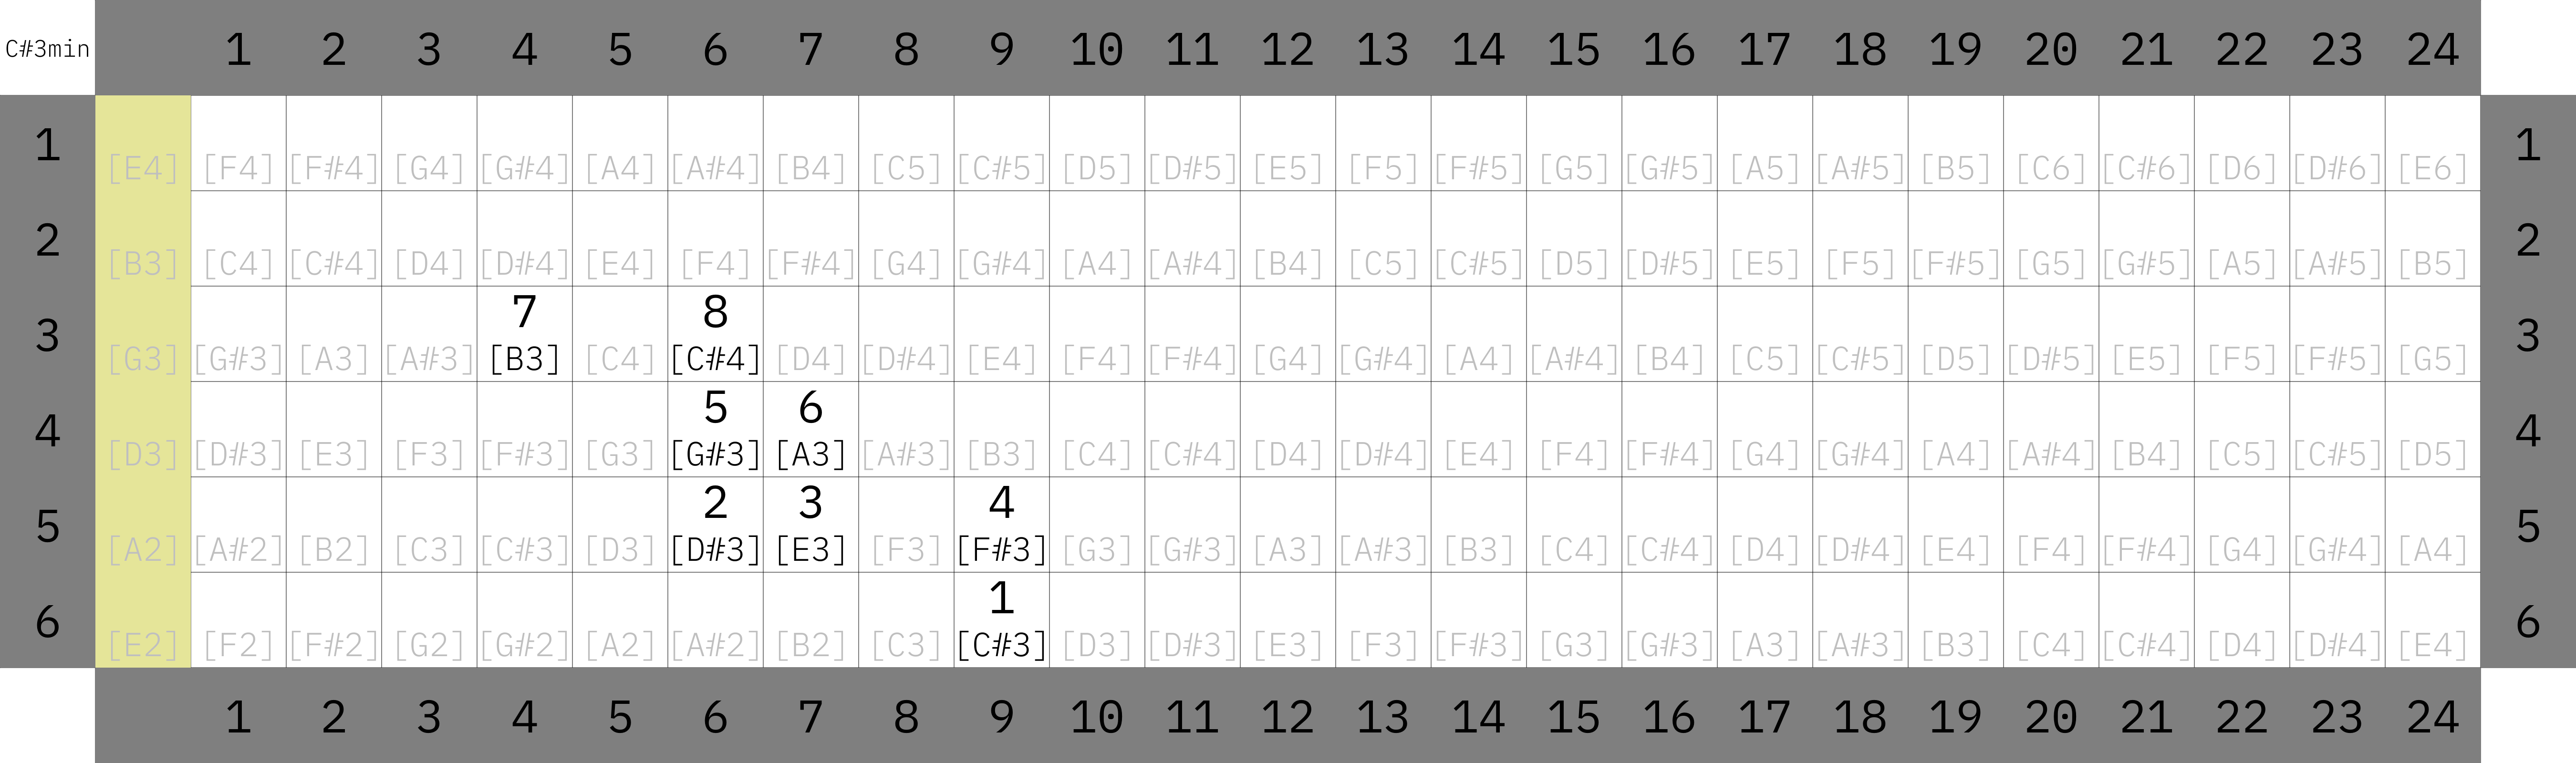 C#3min 1 2 3 4 5 6 7 8 9 10 11 12 13 14 15 16 17 18 19 20 21 22 23 24
1 [E4] [F4] [F#4] [G4] [G#4] [A4] [A#4] [B4] [C5] [C#5] [D5] [D#5] [E5] [F5] [F#5] [G5] [G#5] [A5] [A#5] [B5] [C6] [C#6] [D6] [D#6] [E6] 1
2 [B3] [C4] [C#4] [D4] [D#4] [E4] [F4] [F#4] [G4] [G#4] [A4] [A#4] [B4] [C5] [C#5] [D5] [D#5] [E5] [F5] [F#5] [G5] [G#5] [A5] [A#5] [B5] 2
7 8
3 [G3] [G#3] [A3] [A#3] [B3] [C4] [C#4] [D4] [D#4] [E4] [F4] [F#4] [G4] [G#4] [A4] [A#4] [B4] [C5] [C#5] [D5] [D#5] [E5] [F5] [F#5] [G5] 3
5 6
4 [D3] [D#3] [E3] [F3] [F#3] [G3] [G#3] [A3] [A#3] [B3] [C4] [C#4] [D4] [D#4] [E4] [F4] [F#4] [G4] [G#4] [A4] [A#4] [B4] [C5] [C#5] [D5] 4
2 3 4
5 [A2] [A#2] [B2] [C3] [C#3] [D3] [D#3] [E3] [F3] [F#3] [G3] [G#3] [A3] [A#3] [B3] [C4] [C#4] [D4] [D#4] [E4] [F4] [F#4] [G4] [G#4] [A4] 5
1
6 [E2] [F2] [F#2] [G2] [G#2] [A2] [A#2] [B2] [C3] [C#3] [D3] [D#3] [E3] [F3] [F#3] [G3] [G#3] [A3] [A#3] [B3] [C4] [C#4] [D4] [D#4] [E4] 6
1 2 3 4 5 6 7 8 9 10 11 12 13 14 15 16 17 18 19 20 21 22 23 24